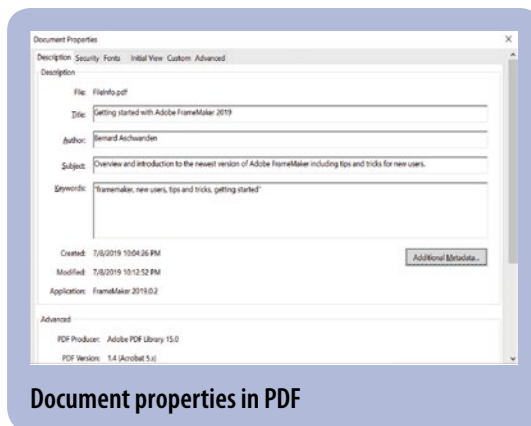 Document Properties
Description Security Fonts Initial View Custom Advanced
Description
File: FileInfo.pdf
Title: Getting started with Adobe FrameMaker 2019
Author: Bernard Aschwanden
Subject: Overview and introduction to the newest version of Adobe FrameMaker including tips and tricks for new users.
Keywords: "framemaker, new users, tips and tricks, getting started"
Created: 7/8/2019 10:04:26 PM
Additional Metadata...
Modified: 7/8/2019 10:12:52 PM
Application: FrameMaker 2019.0.2
Advanced
PDF Producer: Adobe PDF Library 15.0
PDF Version: 1.4 (Acrobat 5.x)
Document properties in PDF